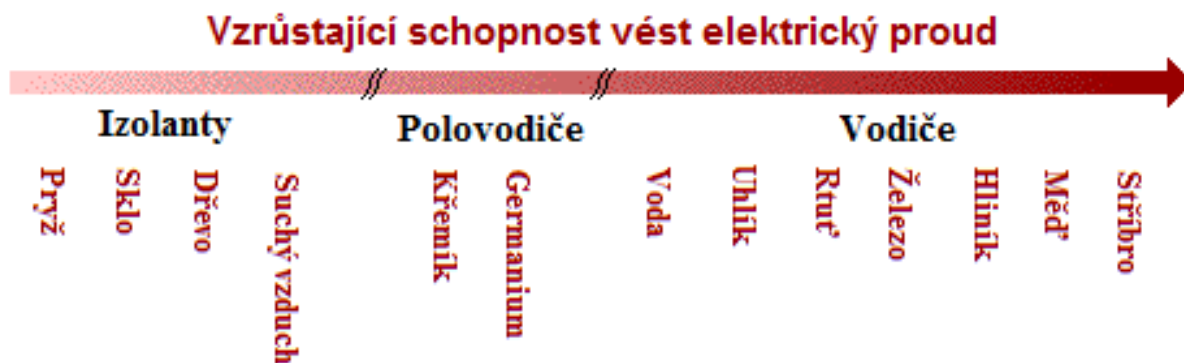 Vzrůstající schopnost vést elektrický proud
Izolanty
Polovodiče
Vodiče
Pryž
Sklo
Dřevo
Suchý vzduch
Křemík
Germanium
Voda
Uhlík
Rtuť
Železo
Hliník
Měď
Stříbro